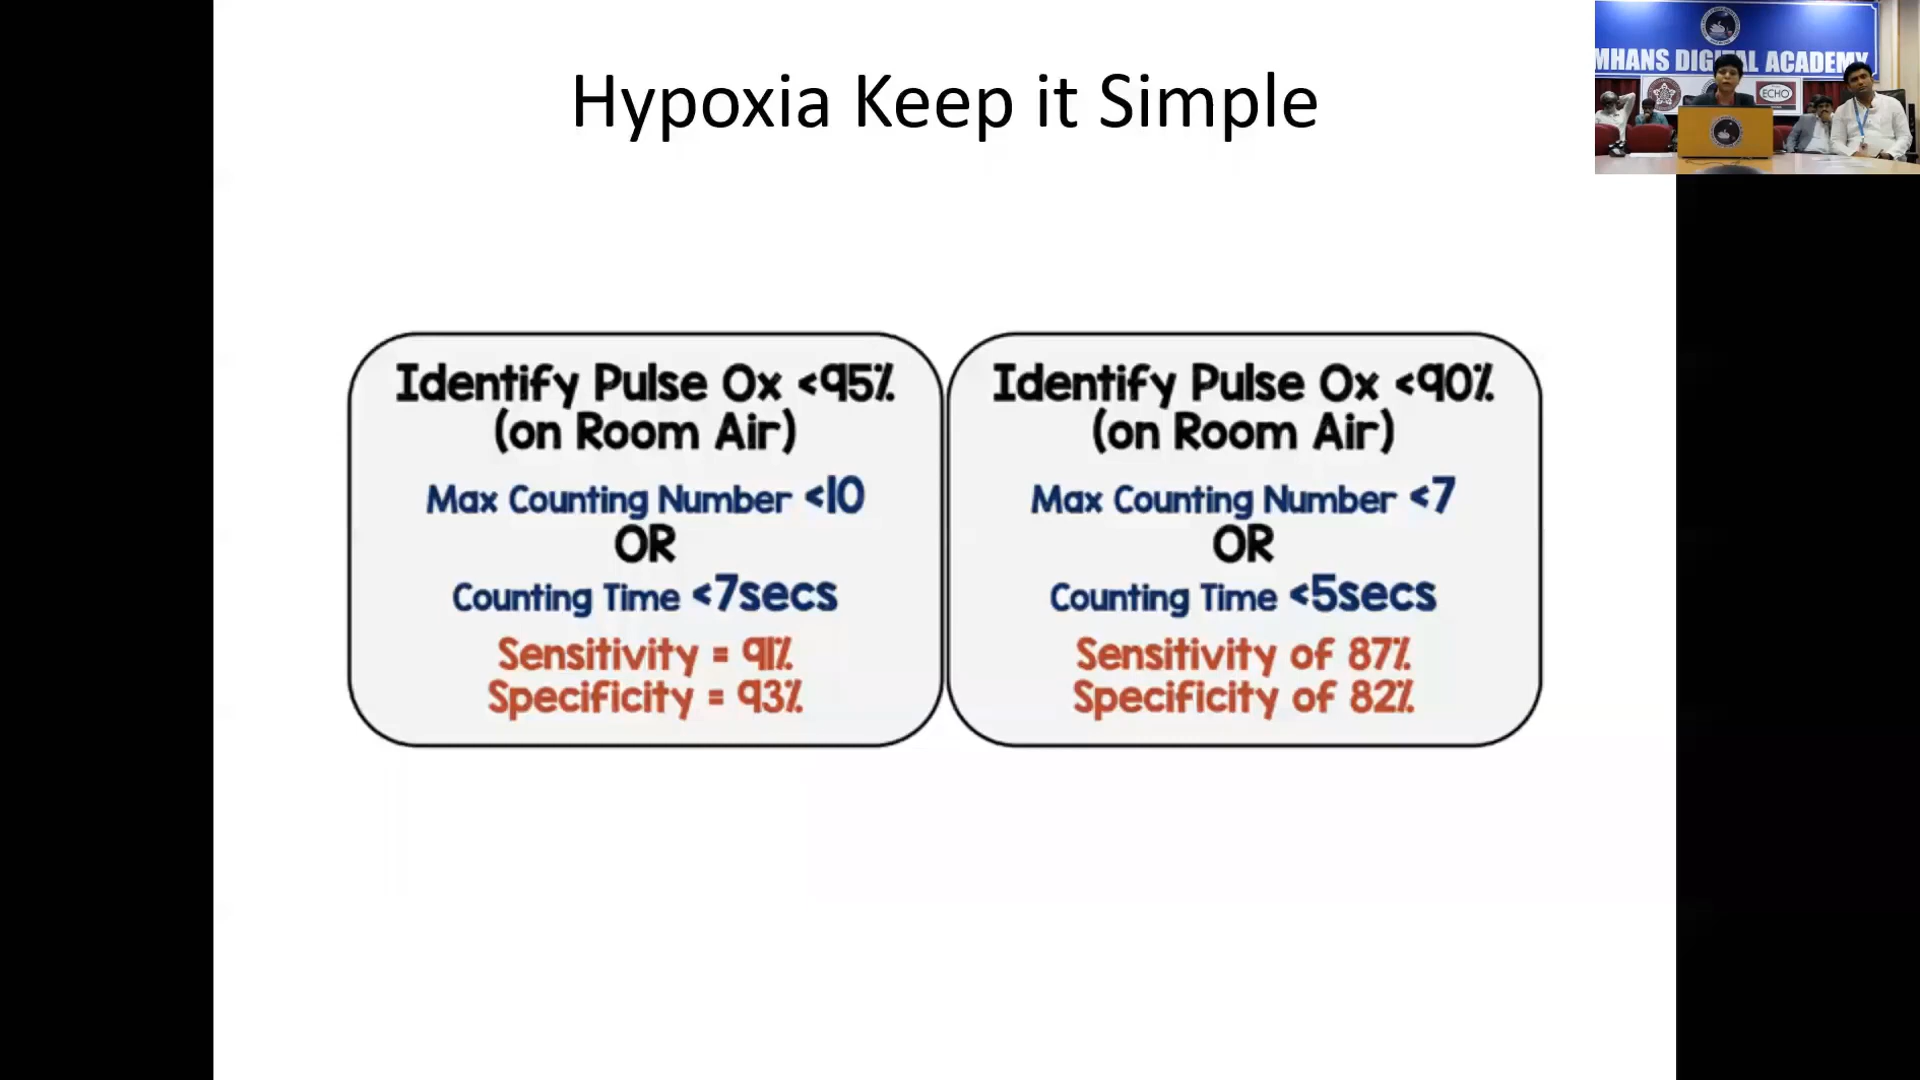 Hypoxia Keep it Simple
MHANS DIGITAL ACADEMY
ECHO
Identify Pulse Ox <95%
(on Room Air)
Max Counting Number <10
OR
Counting Time <7secs
Sensitivity = 91%
Specificity = 93%
Identify Pulse Ox <90%
(on Room Air)
Max Counting Number <7
OR
Counting Time <5secs
Sensitivity of 87%
Specificity of 82%